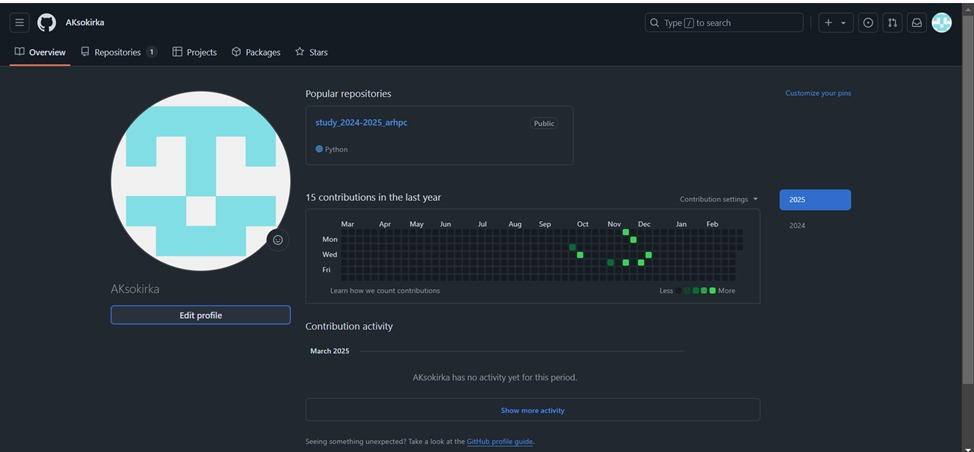 AKsokirka
Type / to search
Overview
Repositories 1
Projects
Packages
Stars
Popular repositories
Customize your pins
study_2024-2025_arhpc
Public
Python
15 contributions in the last year
Contribution settings
2025
2024
Mar Apr May Jun Jul Aug Sep Oct Nov Dec Jan Feb
Mon
Wed
Fri
Learn how we count contributions
Less More
AKsokirka
Edit profile
Contribution activity
March 2025
AKsokirka has no activity yet for this period.
Show more activity
Seeing something unexpected? Take a look at the GitHub profile guide.